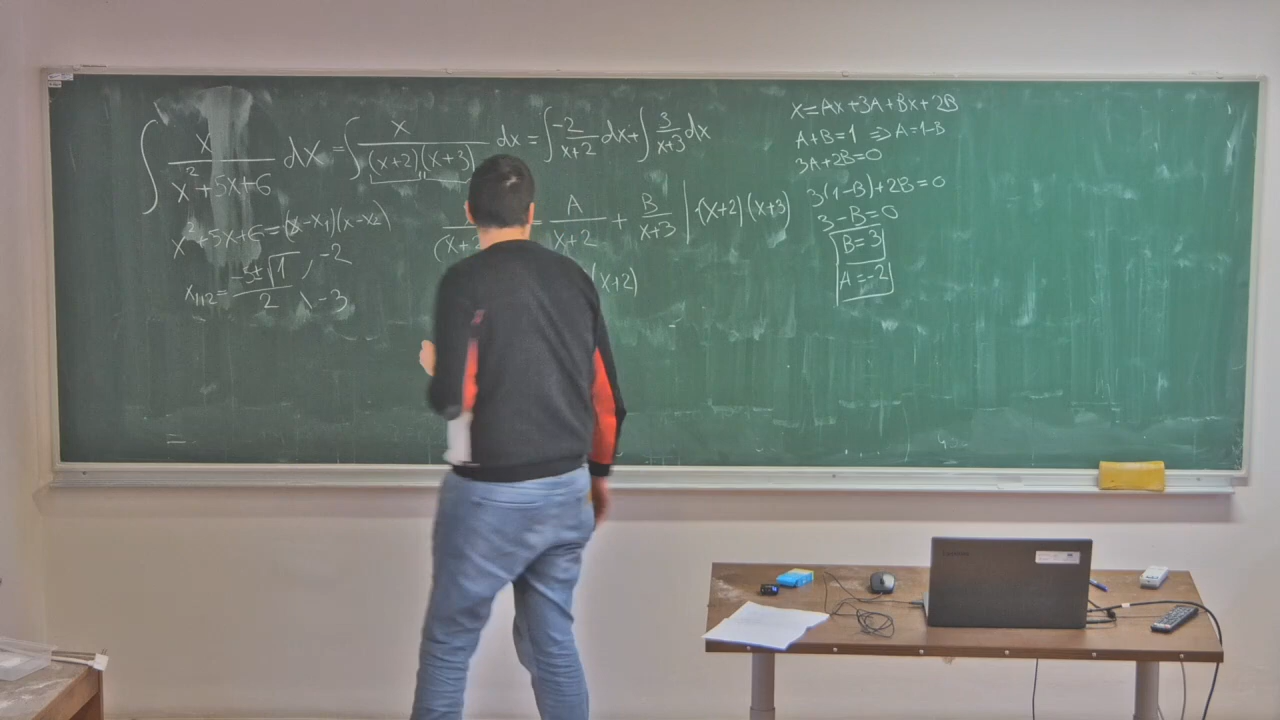 ∫ x/(x²+5x+6) dx = ∫ x/((x+2)(x+3)) dx = ∫ -2/(x+2) dx + ∫ 3/(x+3) dx
x²+5x+6 = (x-x₁)(x-x₂)
x₁,₂ = (-5±√1)/2 -2
-3
= A/(x+2) + B/(x+3) | ·(x+2)(x+3)
(x+2)
x=Ax+3A+Bx+2B
A+B=1 ⇒ A=1-B
3A+2B=0
3(1-B)+2B=0
3-B=0
B=3
A=-2
=